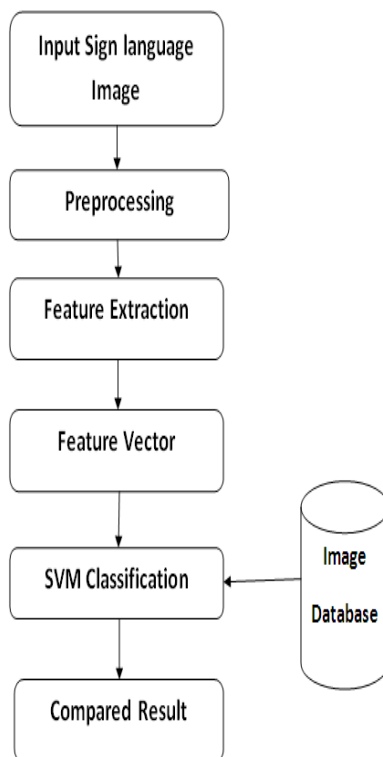 Input Sign language
Image
Preprocessing
Feature Extraction
Feature Vector
SVM Classification
Image
Database
Compared Result